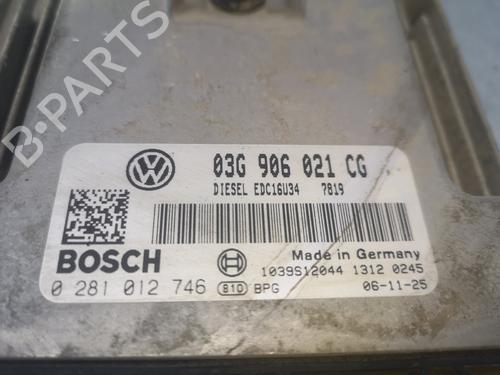 03G 906 021 CG
DIESEL EDC16U34 7819
BOSCH
Made in Germany
1039S12044 1312 0245
0 281 012 746 810 BPG 06-11-25
B-Parts